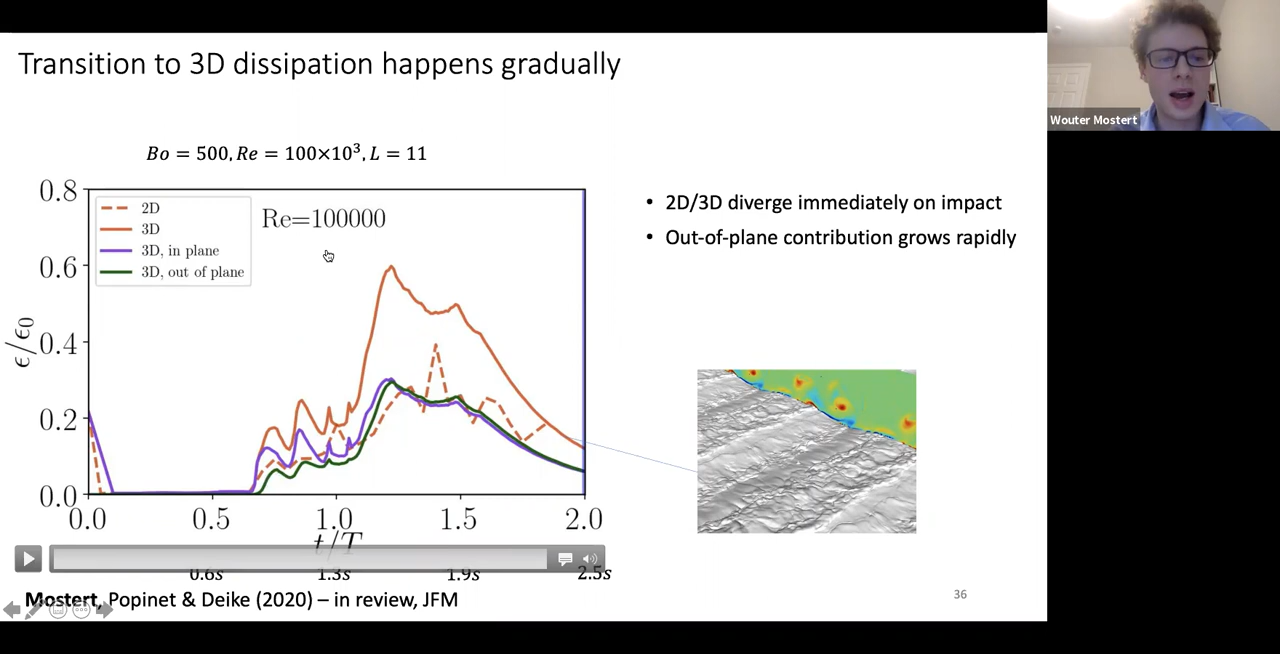 Transition to 3D dissipation happens gradually
Wouter Mostert
Bo = 500, Re = 100×10³, L = 11
0.8
0.6
0.4
0.2
0.0
ϵ/ϵ₀
2D
3D
3D, in plane
3D, out of plane
Re=100000
0.0 0.5 1.0 1.5 2.0
t/T
0.6s 1.3s 1.9s 2.5s
• 2D/3D diverge immediately on impact
• Out-of-plane contribution grows rapidly
Mostert, Popinet & Deike (2020) – in review, JFM
36